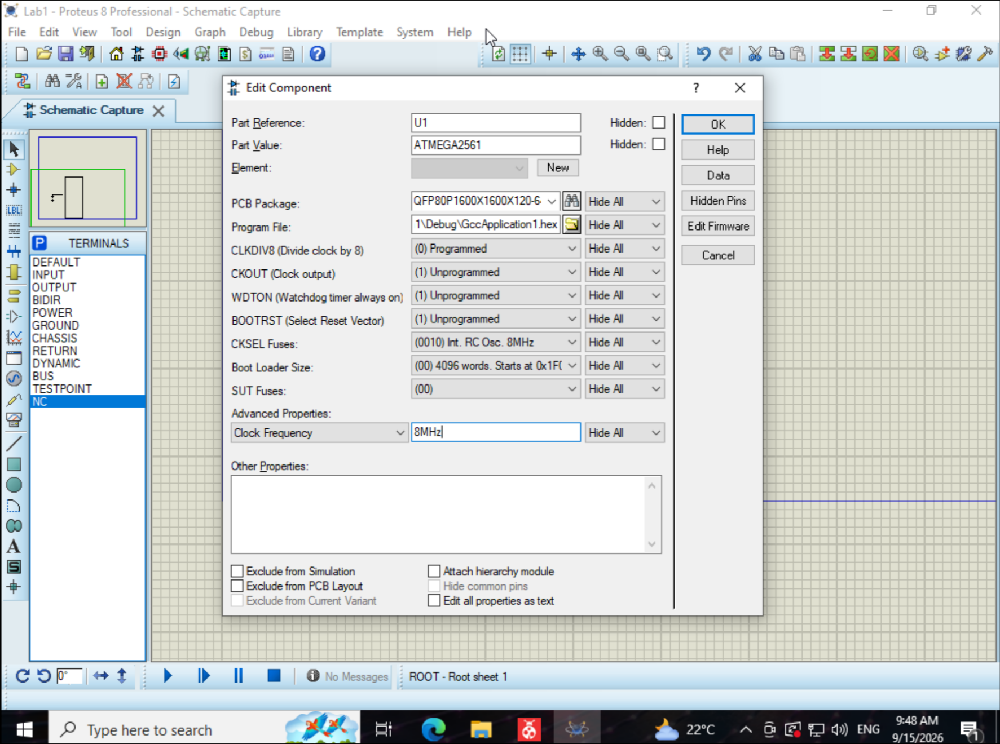 Lab1 - Proteus 8 Professional - Schematic Capture
File Edit View Tool Design Graph Debug Library Template System Help
Schematic Capture
Edit Component
?
Part Reference: U1 Hidden: OK
Part Value: ATMEGA2561 Hidden: Help
Element: New Data
PCB Package: QFP80P1600X1600X120-6 Hide All Hidden Pins
Program File: 1\Debug\GccApplication1.hex Hide All Edit Firmware
CLKDIV8 (Divide clock by 8) (0) Programmed Hide All Cancel
CKOUT (Clock output) (1) Unprogrammed Hide All
WDTON (Watchdog timer always on) (1) Unprogrammed Hide All
BOOTRST (Select Reset Vector) (1) Unprogrammed Hide All
CKSEL Fuses: (0010) Int. RC Osc. 8MHz Hide All
Boot Loader Size: (00) 4096 words. Starts at 0x1F( Hide All
SUT Fuses: (00) Hide All
Advanced Properties:
Clock Frequency 8MHz Hide All
Other Properties:
Exclude from Simulation Attach hierarchy module
Exclude from PCB Layout Hide common pins
Exclude from Current Variant Edit all properties as text
LBL
A
S
P TERMINALS
DEFAULT
INPUT
OUTPUT
BIDIR
POWER
GROUND
CHASSIS
RETURN
DYNAMIC
BUS
TESTPOINT
NC
0° No Messages ROOT - Root sheet 1
Type here to search 22°C ENG 9:48 AM
9/15/2026
1